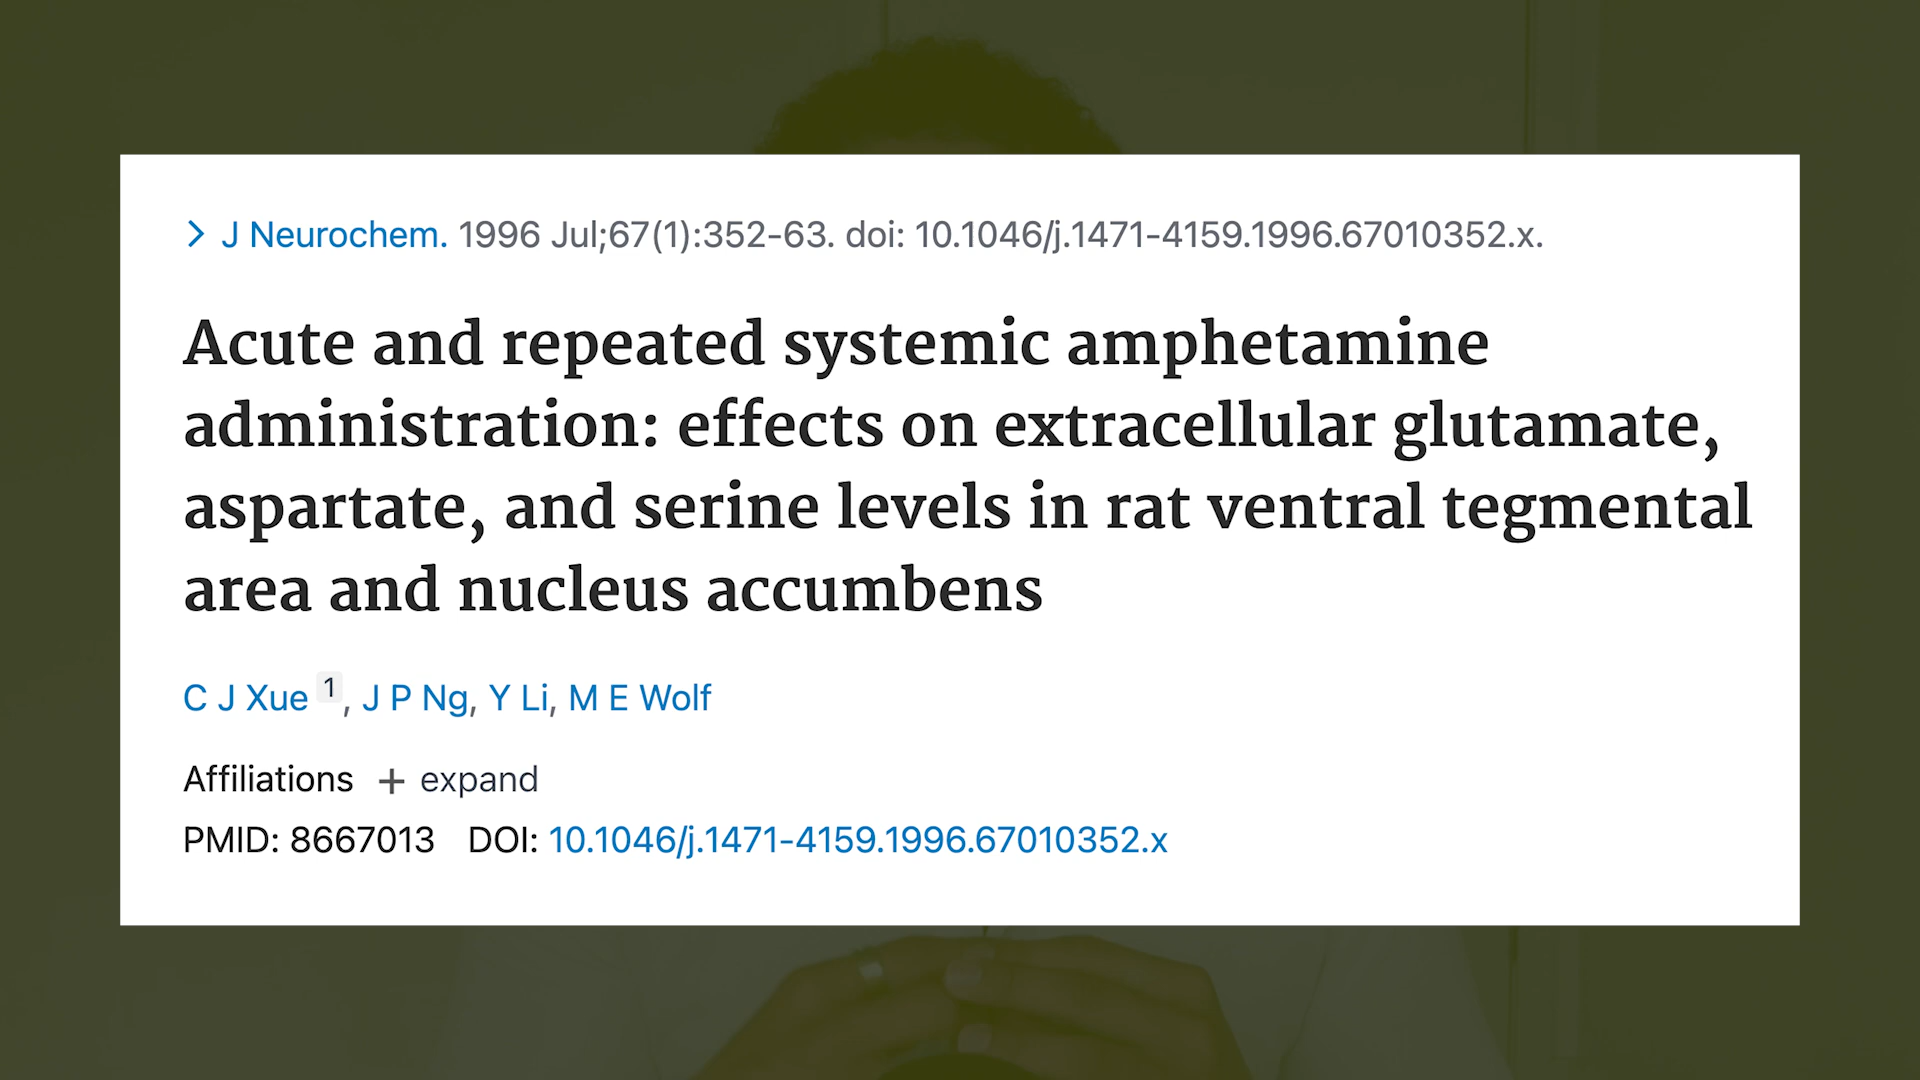 > J Neurochem. 1996 Jul;67(1):352-63. doi: 10.1046/j.1471-4159.1996.67010352.x.
Acute and repeated systemic amphetamine
administration: effects on extracellular glutamate,
aspartate, and serine levels in rat ventral tegmental
area and nucleus accumbens
C J Xue 1, J P Ng, Y Li, M E Wolf
Affiliations + expand
PMID: 8667013 DOI: 10.1046/j.1471-4159.1996.67010352.x